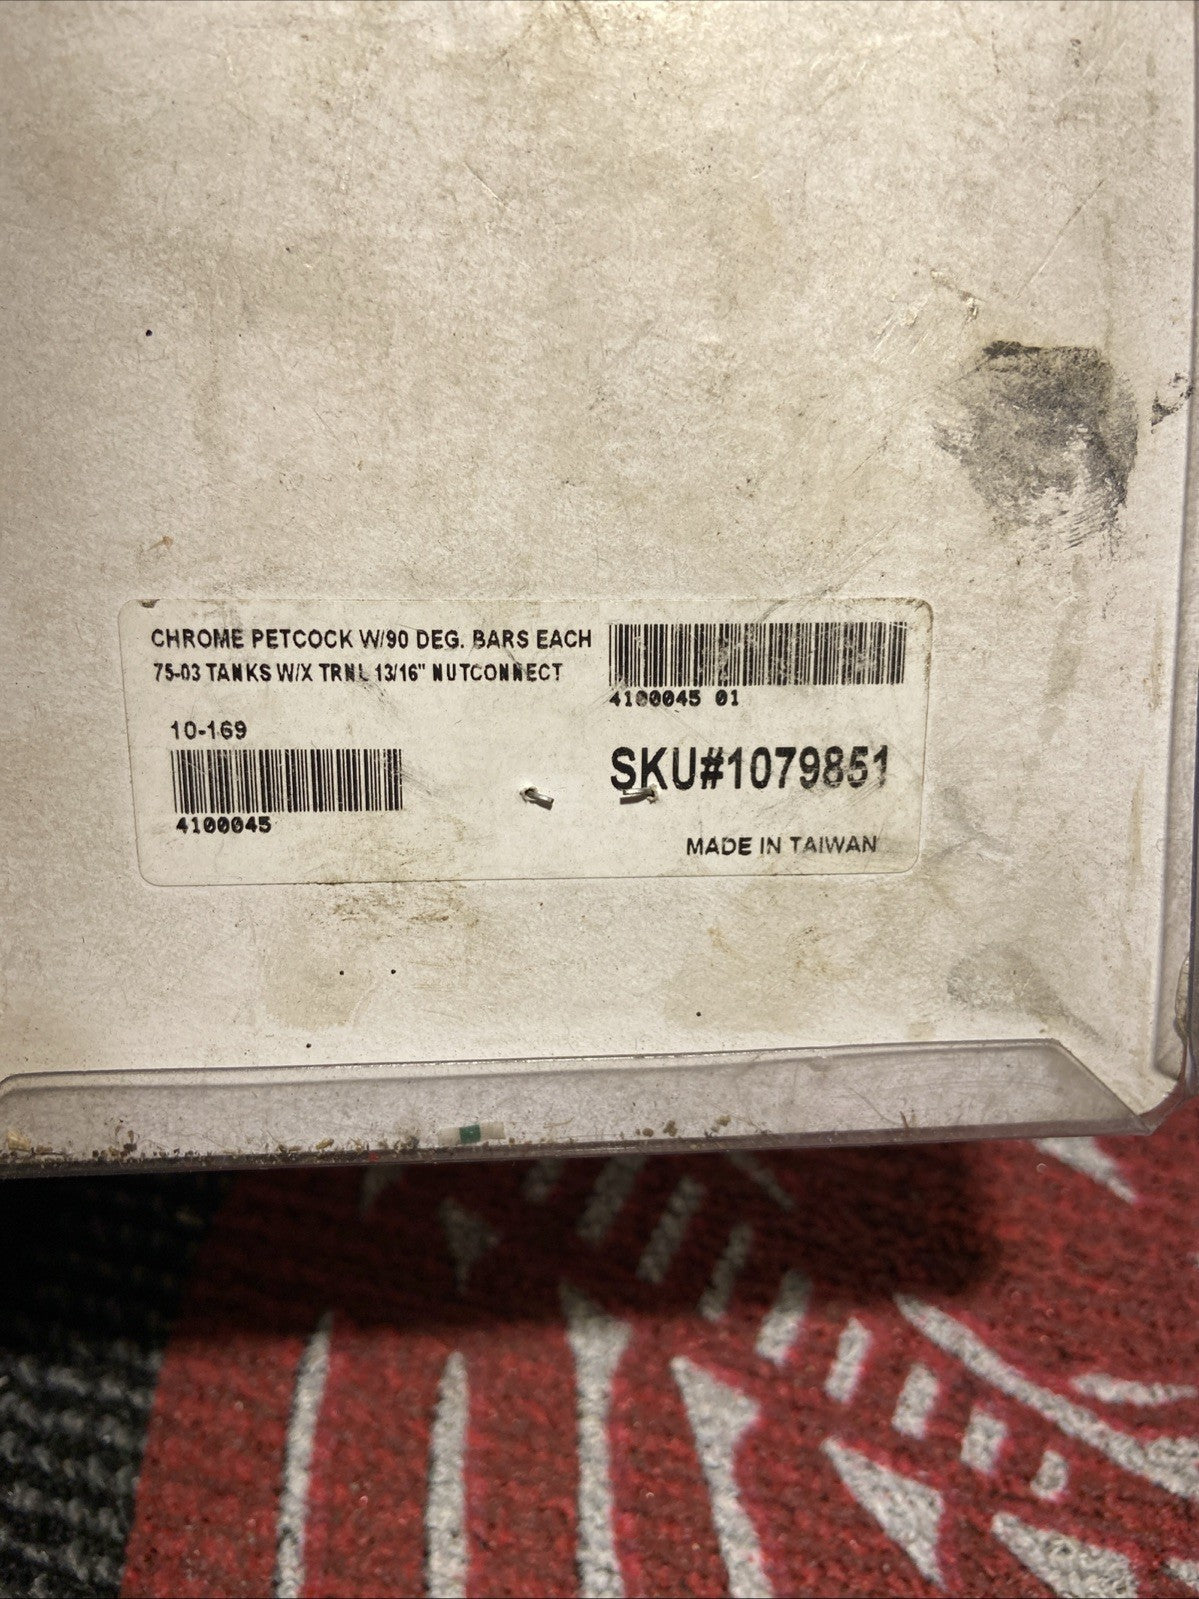 CHROME PETCOCK W/90 DEG. BARS EACH
75-03 TANKS W/X TRNL 13/16" NUTCONNECT
4100045 01
10-169
4100045
SKU#1079851
MADE IN TAIWAN